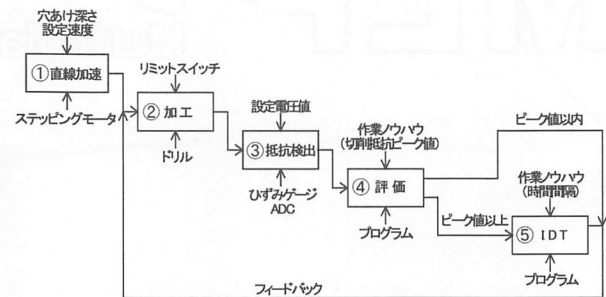 穴あけ深さ
設定速度
①直線加速
ステッピングモータ
リミットスイッチ
②加工
ドリル
設定電圧値
③抵抗検出
ひずみゲージ
ADC
作業ノウハウ
(切削抵抗ピーク値)
④評価
プログラム
ピーク値以内
ピーク値以上
作業ノウハウ
(時間間隔)
⑤IDT
プログラム
フィードバック